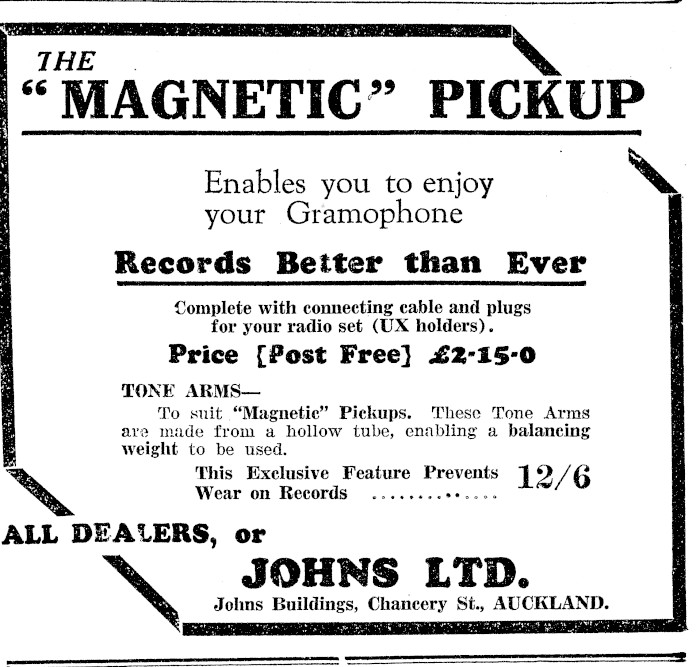 THE
“MAGNETIC” PICKUP
Enables you to enjoy
your Gramophone
Records Better than Ever
Complete with connecting cable and plugs
for your radio set (UX holders).
Price [Post Free] £2-15-0
TONE ARMS—
To suit “Magnetic” Pickups. These Tone Arms
are made from a hollow tube, enabling a balancing
weight to be used.
This Exclusive Feature Prevents
Wear on Records ............. 12/6
ALL DEALERS, or
JOHNS LTD.
Johns Buildings, Chancery St., AUCKLAND.